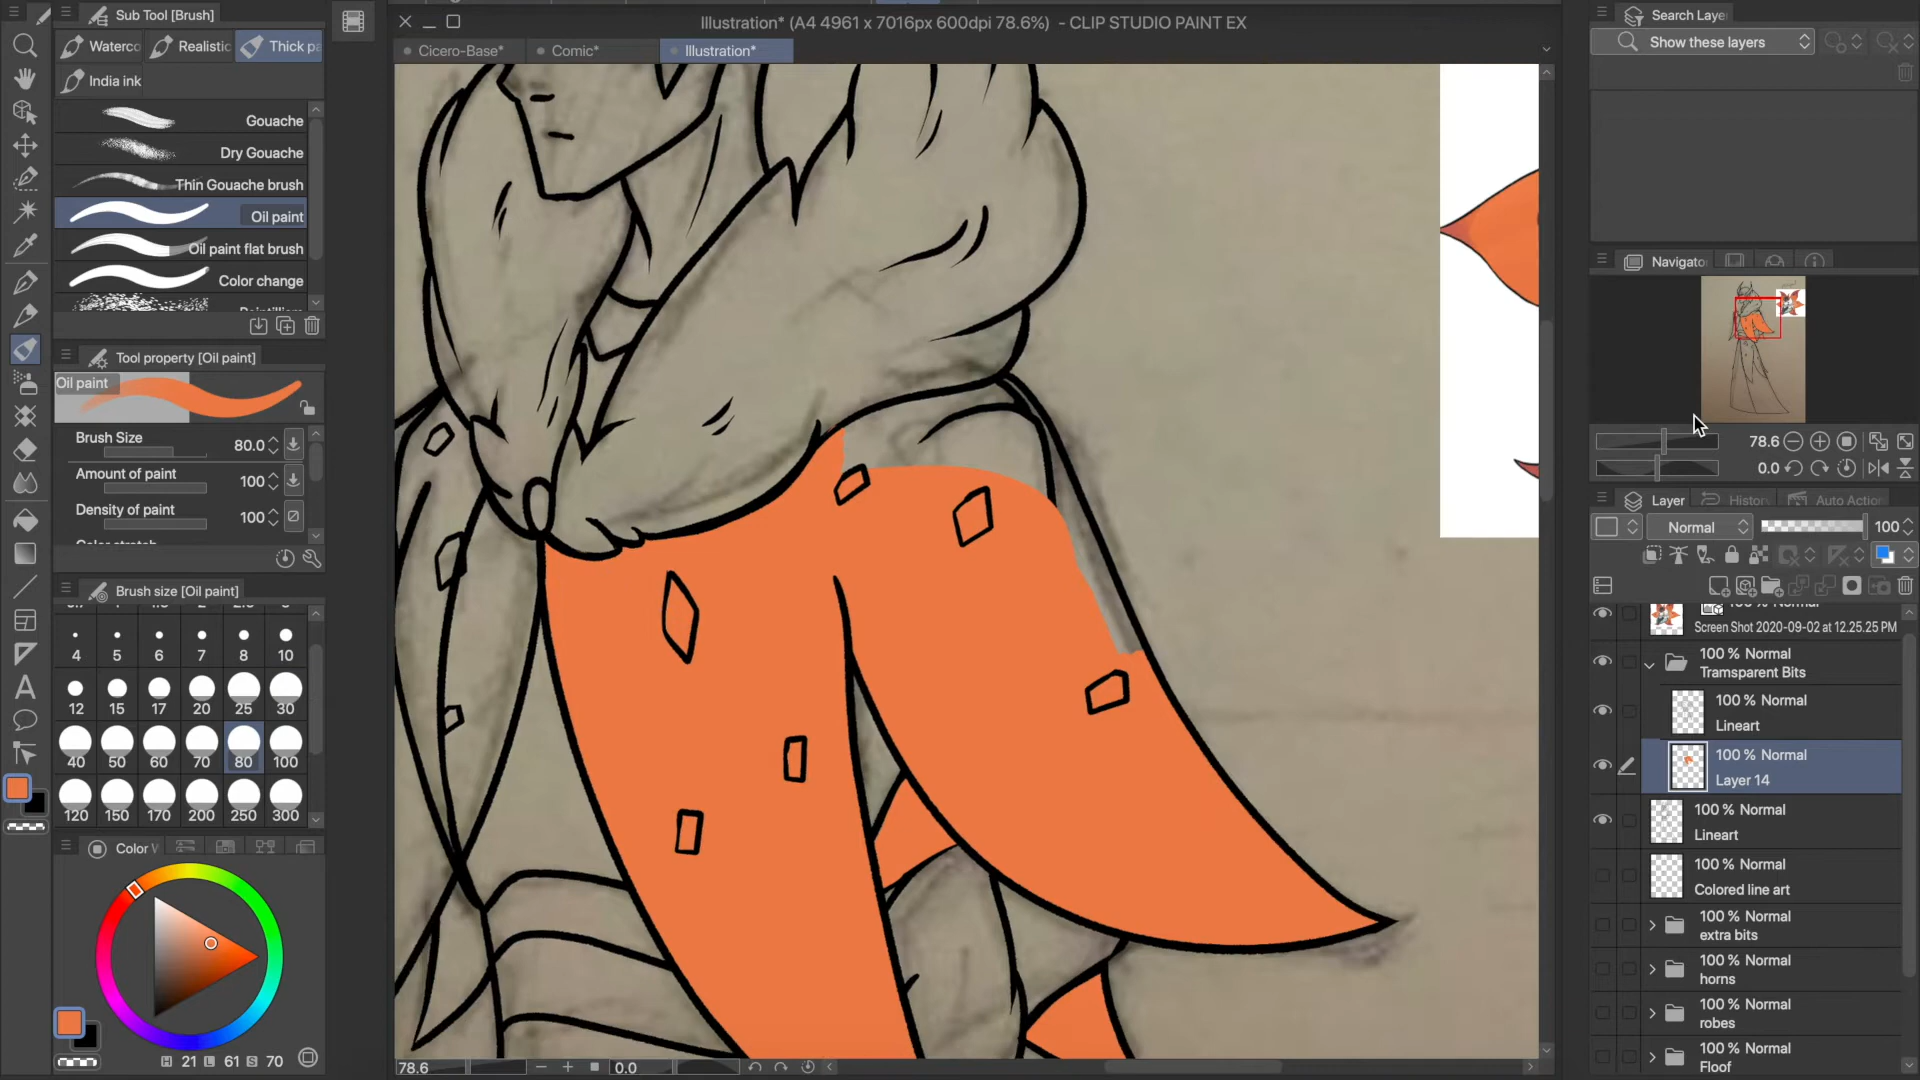 Sub Tool [Brush]
Illustration* (A4 4961 x 7016px 600dpi 78.6%) - CLIP STUDIO PAINT EX
Cicero-Base*
Comic*
Illustration*
Waterco
Realistic
Thick pa
India ink
Gouache
Dry Gouache
Thin Gouache brush
Oil paint
Oil paint flat brush
Color change
Tool property [Oil paint]
Oil paint
Brush Size
80.0
Amount of paint
100
Density of paint
100
Brush size [Oil paint]
4 5 6 7 8 10
12 15 17 20 25 30
40 50 60 70 80 100
120 150 170 200 250 300
Color
H 21 L 61 S 70
78.6
0.0
Search Laye
Show these layers
Navigato
78.6
0.0
Layer
Histor
Auto Actio
Normal
100
Screen Shot 2020-09-02 at 12.25.25 PM
100 % Normal
Transparent Bits
100 % Normal
Lineart
100 % Normal
Layer 14
100 % Normal
Lineart
100 % Normal
Colored line art
100 % Normal
extra bits
100 % Normal
horns
100 % Normal
robes
100 % Normal
Floof